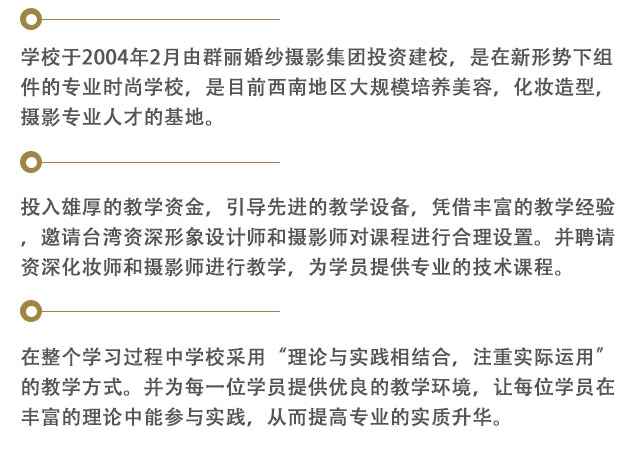 学校于2004年2月由群丽婚纱摄影集团投资建校，是在新形势下组
件的专业时尚学校，是目前西南地区大规模培养美容，化妆造型，
摄影专业人才的基地。
投入雄厚的教学资金，引导先进的教学设备，凭借丰富的教学经验
，邀请台湾资深形象设计师和摄影师对课程进行合理设置。并聘请
资深化妆师和摄影师进行教学，为学员提供专业的技术课程。
在整个学习过程中学校采用“理论与实践相结合，注重实际运用”
的教学方式。并为每一位学员提供优良的教学环境，让每位学员在
丰富的理论中能参与实践，从而提高专业的实质升华。